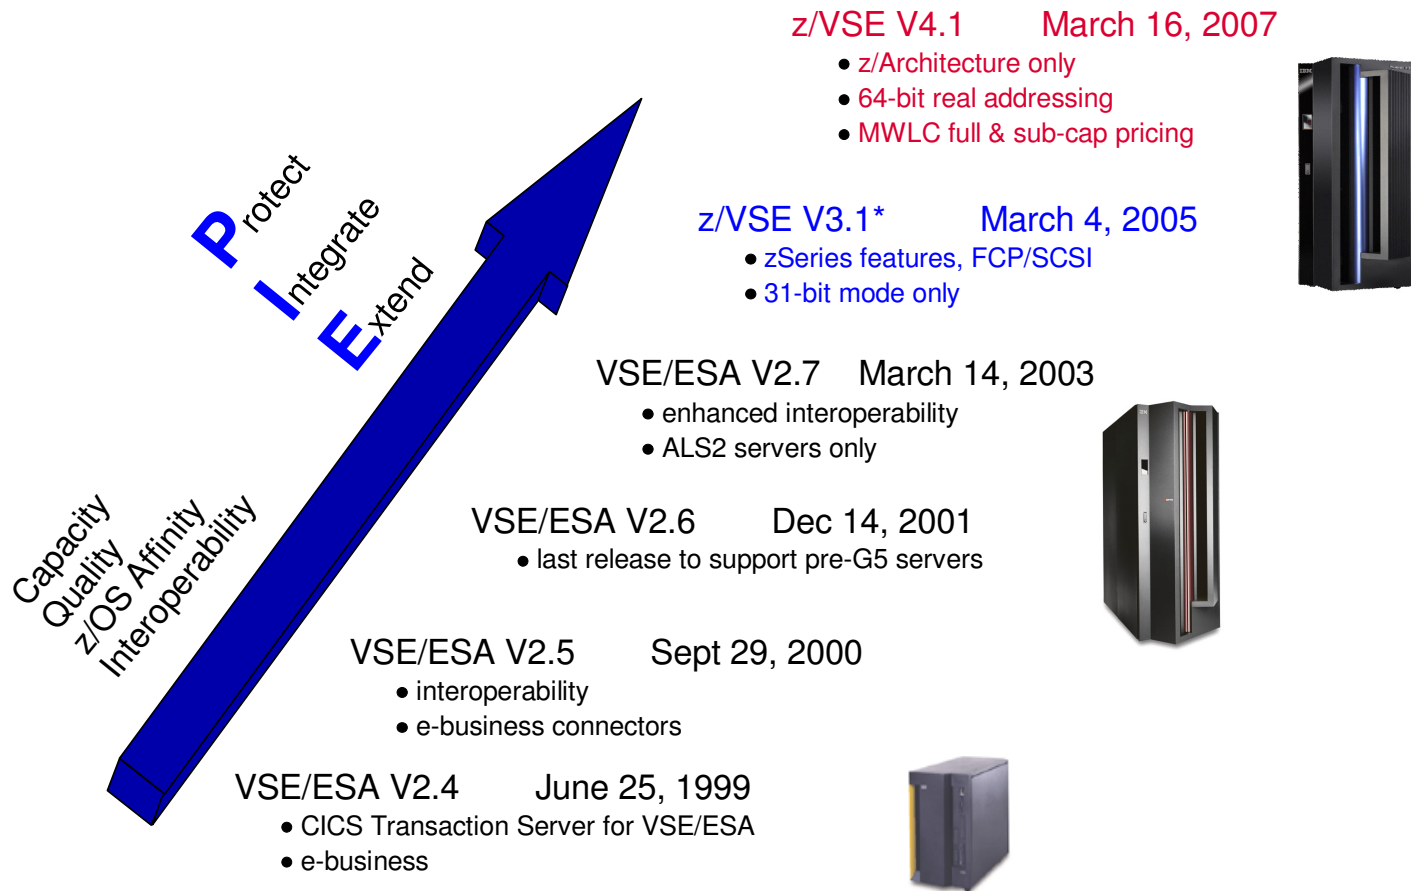 z/VSE V4.1 March 16, 2007
• z/Architecture only
• 64-bit real addressing
• MWLC full & sub-cap pricing
Protect
Integrate
Extend
z/VSE V3.1* March 4, 2005
• zSeries features, FCP/SCSI
• 31-bit mode only
VSE/ESA V2.7 March 14, 2003
• enhanced interoperability
• ALS2 servers only
Capacity
Quality
z/OS Affinity
Interoperability
VSE/ESA V2.6 Dec 14, 2001
• last release to support pre-G5 servers
VSE/ESA V2.5 Sept 29, 2000
• interoperability
• e-business connectors
VSE/ESA V2.4 June 25, 1999
• CICS Transaction Server for VSE/ESA
• e-business